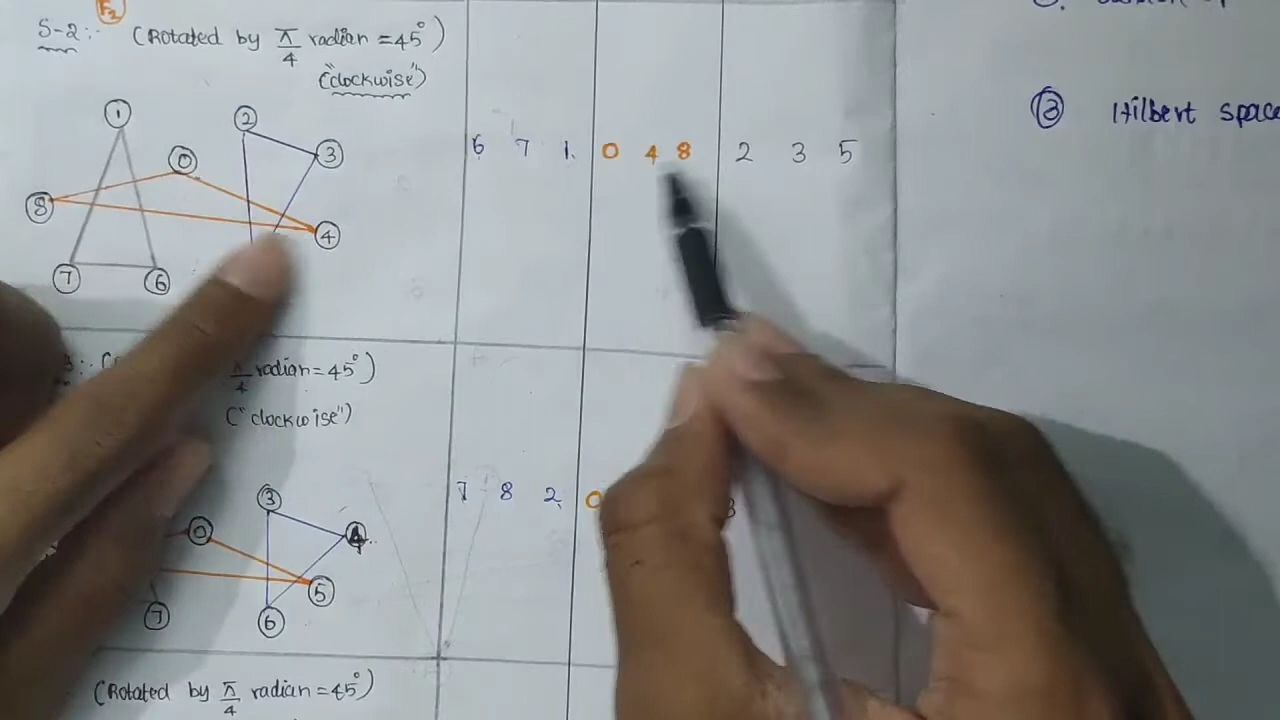 F2
S-2:- (Rotated by π/4 radian = 45°)
("clockwise")
1
2
0
3
8
4
7
6
6 7 1. 0 4 8 2 3 5
③ Hilbert space
π/4 radian = 45°)
("clockwise")
3
0
4
5
7
6
7 8 2 0
(Rotated by π/4 radian = 45°)